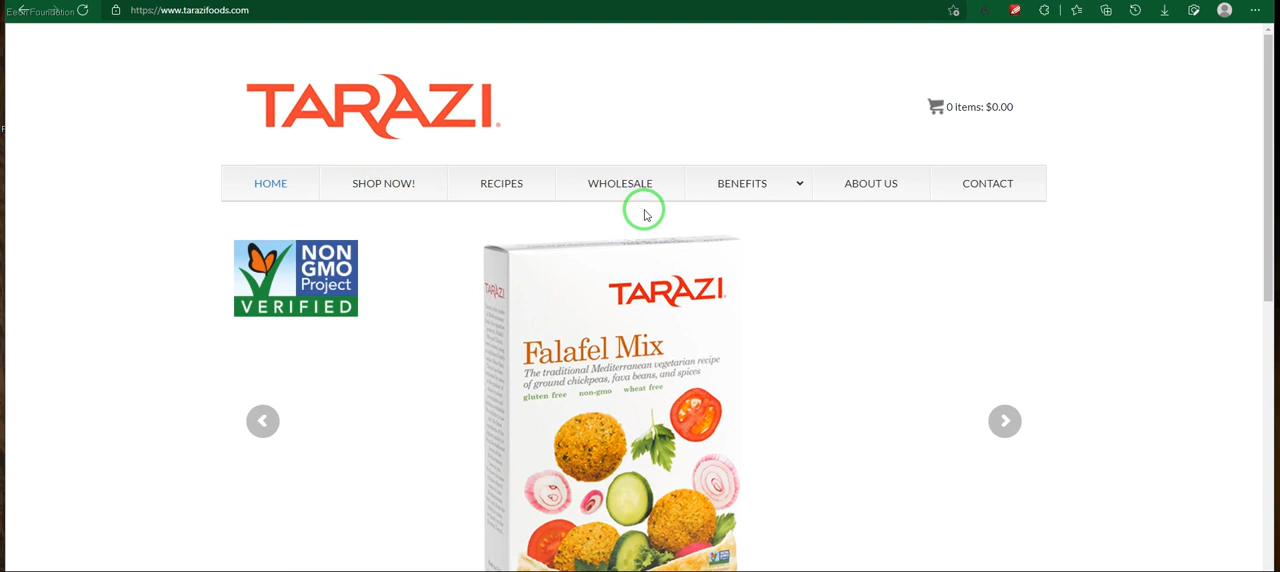 Eeon Foundation
https://www.tarazifoods.com
TARAZI
0 items: $0.00
HOME
SHOP NOW!
RECIPES
WHOLESALE
BENEFITS
ABOUT US
CONTACT
NON
GMO
Project
VERIFIED
TARAZI
TARAZI
Falafel Mix
The traditional Mediterranean vegetarian recipe
of ground chickpeas, fava beans, and spices
gluten free non-gmo wheat free